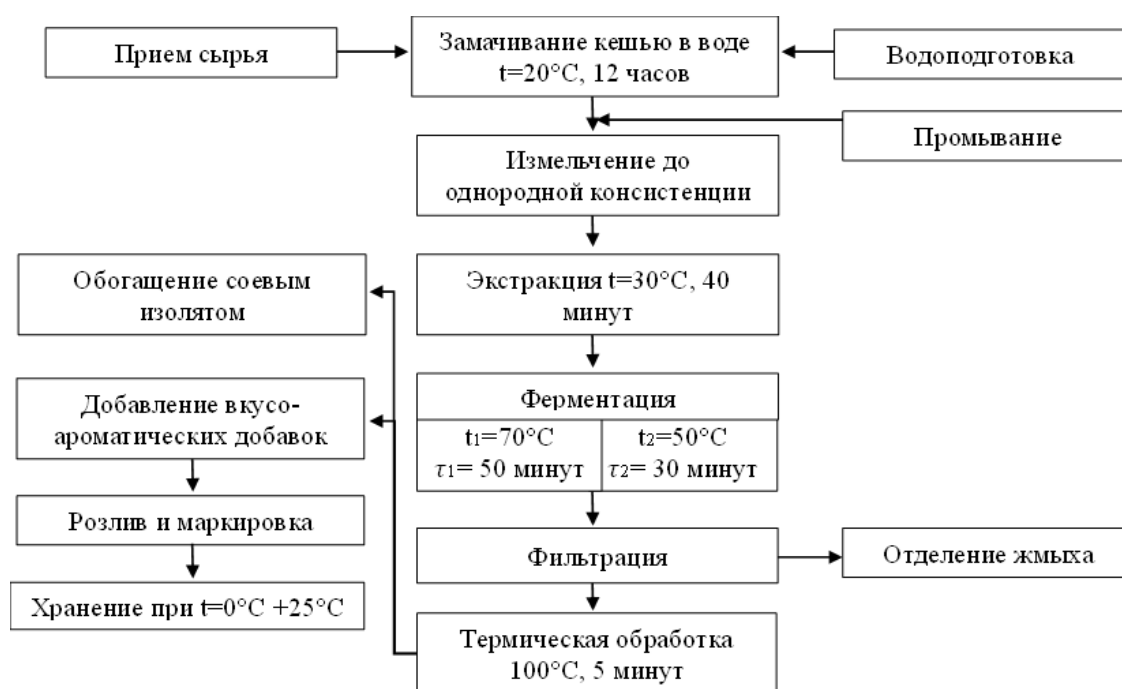 Прием сырья
Замачивание кешью в воде
t=20°C, 12 часов
Водоподготовка
Промывание
Измельчение до
однородной консистенции
Обогащение соевым
изолятом
Экстракция t=30°C, 40
минут
Ферментация
t1=70°C
τ1= 50 минут
t2=50°C
τ2= 30 минут
Добавление вкусо-
ароматических добавок
Розлив и маркировка
Фильтрация
Отделение жмыха
Хранение при t=0°C +25°C
Термическая обработка
100°C, 5 минут